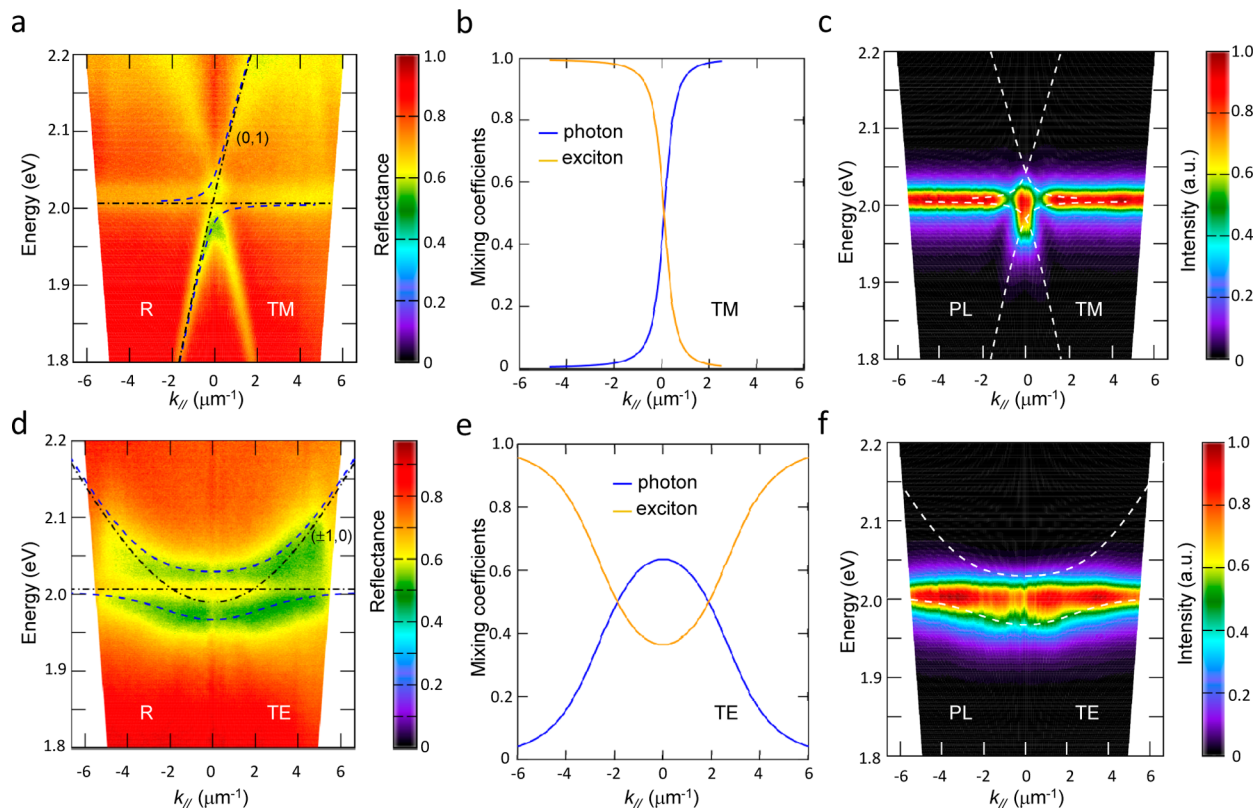 a
2.2
2.1
2.0
1.9
1.8
Energy (eV)
(0,1)
R
TM
-6 -4 -2 0 2 4 6
k// (μm-1)
1.0
0.8
0.6
0.4
0.2
0
Reflectance
b
1.0
0.8
0.6
0.4
0.2
0
Mixing coefficients
photon
exciton
TM
-6 -4 -2 0 2 4 6
k// (μm-1)
c
2.2
2.1
2.0
1.9
1.8
Energy (eV)
PL
TM
-6 -4 -2 0 2 4 6
k// (μm-1)
1.0
0.8
0.6
0.4
0.2
0
Intensity (a.u.)
d
2.2
2.1
2.0
1.9
1.8
Energy (eV)
(±1,0)
R
TE
-6 -4 -2 0 2 4 6
k// (μm-1)
0.8
0.6
0.4
0.2
0
Reflectance
e
1.0
0.8
0.6
0.4
0.2
0.0
Mixing coefficients
photon
exciton
TE
-6 -4 -2 0 2 4 6
k// (μm-1)
f
2.2
2.1
2.0
1.9
1.8
Energy (eV)
PL
TE
-6 -4 -2 0 2 4 6
k// (μm-1)
1.0
0.8
0.6
0.4
0.2
0
Intensity (a.u.)